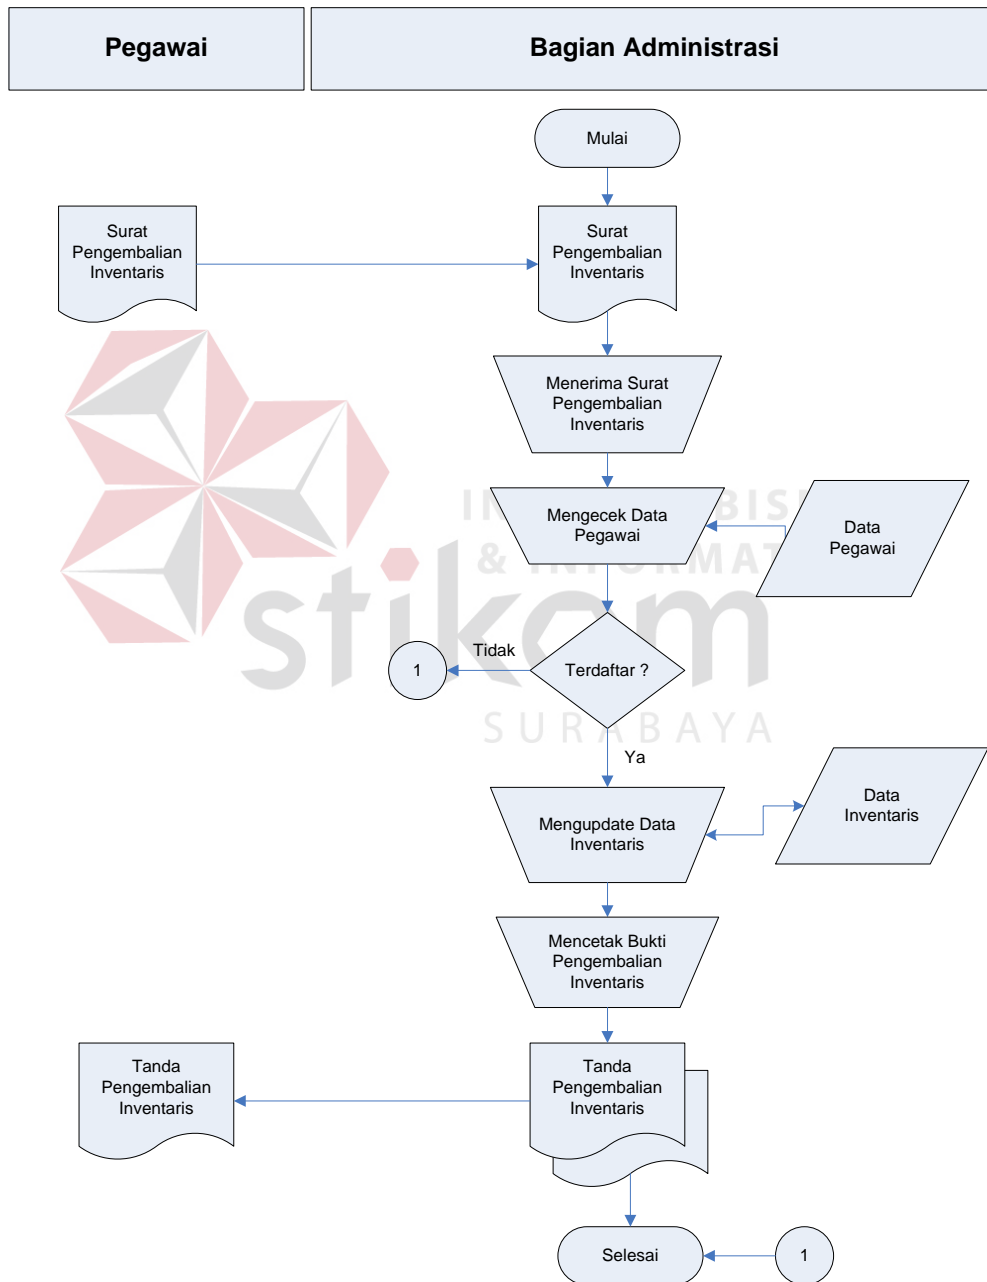 Pegawai
Bagian Administrasi
Mulai
Surat
Pengembalian
Inventaris
Surat
Pengembalian
Inventaris
Menerima Surat
Pengembalian
Inventaris
Mengecek Data
Pegawai
Data
Pegawai
Tidak
1
Terdaftar ?
Ya
Mengupdate Data
Inventaris
Data
Inventaris
Mencetak Bukti
Pengembalian
Inventaris
Tanda
Pengembalian
Inventaris
Tanda
Pengembalian
Inventaris
Selesai
1
stikom
SURABAYA